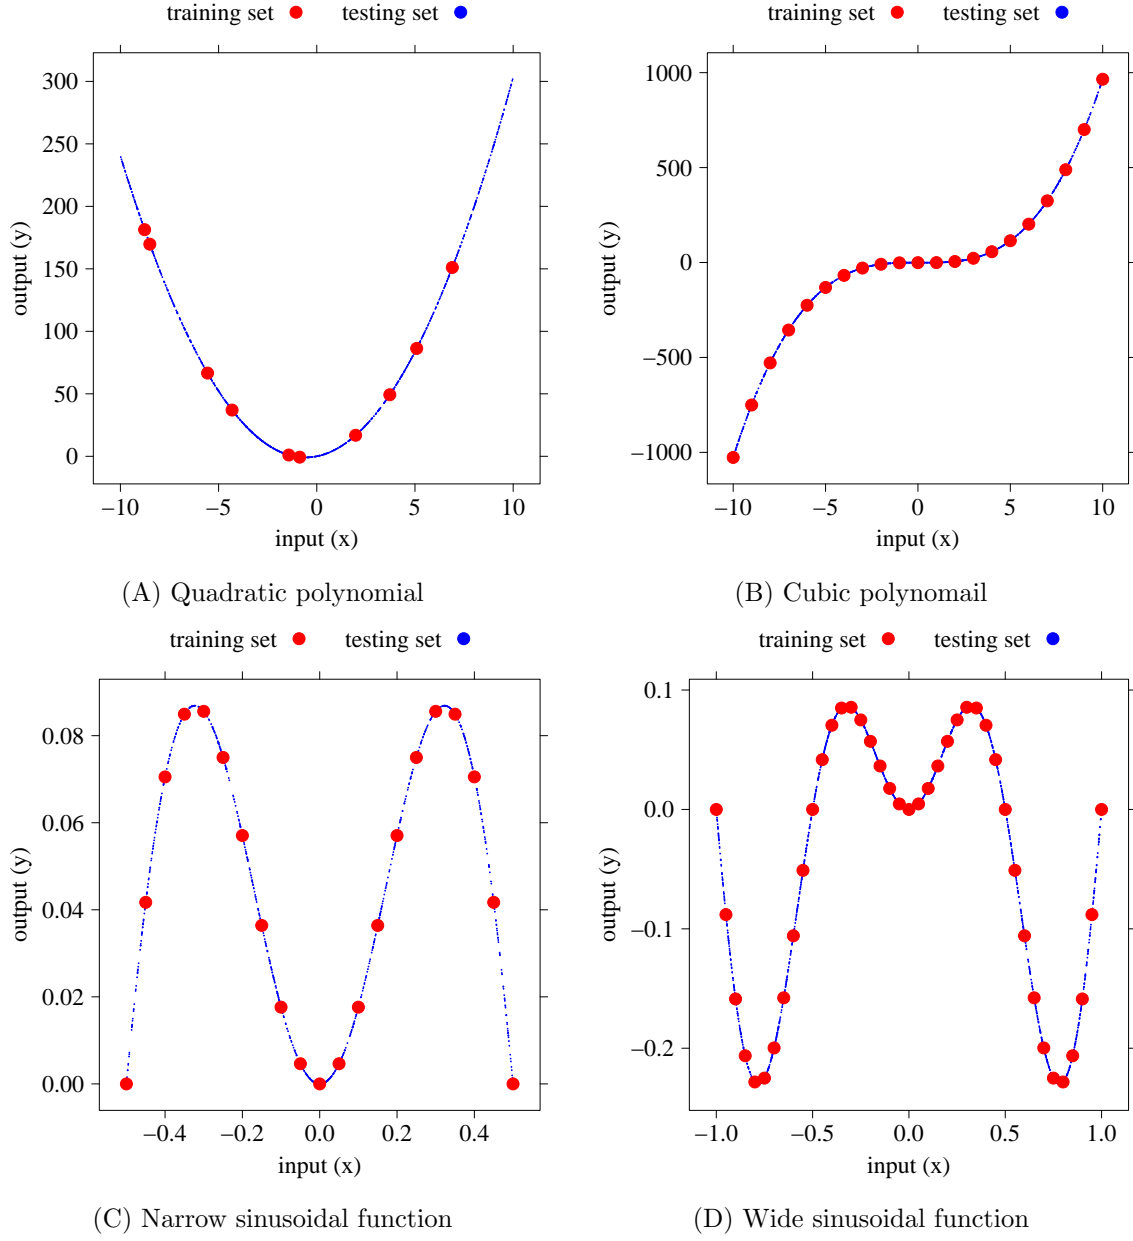 training set testing set
300
250
200
150
100
50
0
output (y)
−10 −5 0 5 10
input (x)
(A) Quadratic polynomial
training set testing set
1000
500
0
−500
−1000
output (y)
−10 −5 0 5 10
input (x)
(B) Cubic polynomail
training set testing set
0.08
0.06
0.04
0.02
0.00
output (y)
−0.4 −0.2 0.0 0.2 0.4
input (x)
(C) Narrow sinusoidal function
training set testing set
0.1
0.0
−0.1
−0.2
output (y)
−1.0 −0.5 0.0 0.5 1.0
input (x)
(D) Wide sinusoidal function